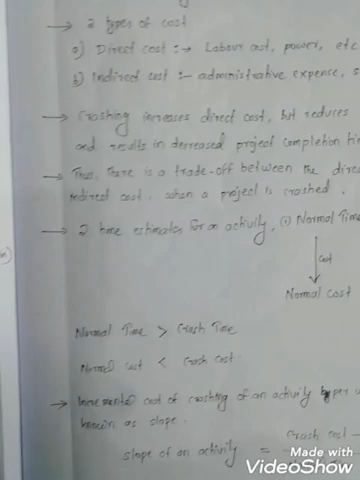 → 2 types of cost
a) Direct cost :→ Labour cost, power, etc
b) Indirect cost :- administrative expense, s
→ Crashing increases direct cost, but reduces
and results in decreased project completion time
→ Thus, there is a trade-off between the direc
indirect cost, when a project is crashed.
→ 2 time estimates for an activity, (i) Normal Time
cost
Normal Cost
Normal Time > Crash Time
Normal cost < Crash cost
→ Incremental cost of crashing of an activity per u
known as slope.
slope of an activity = Crash cost -
Made with
VideoShow